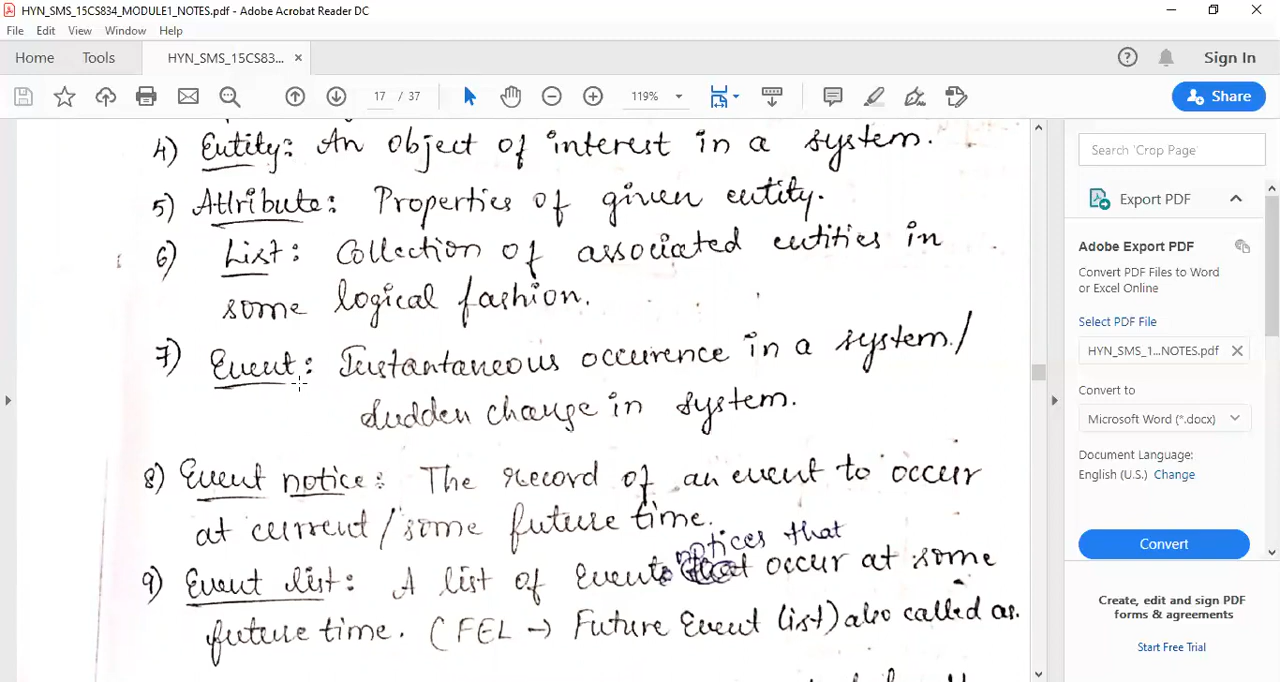 HYN_SMS_15CS834_MODULE1_NOTES.pdf - Adobe Acrobat Reader DC
File Edit View Window Help
Home Tools HYN_SMS_15CS83... × Sign In
17 / 37 119% Share
4) Entity: An object of interest in a system.
5) Attribute: Properties of given entity.
6) List: Collection of associated entities in
some logical fashion.
7) Event: Instantaneous occurence in a system./
Sudden change in system.
8) Event notice: The record of an event to occur
at current/some future time.
notices that
9) Event list: A list of Event occur at some
future time. (FEL → Future Event list) also called as.
Search 'Crop Page'
Export PDF
Adobe Export PDF
Convert PDF Files to Word
or Excel Online
Select PDF File
HYN_SMS_1...NOTES.pdf
Convert to
Microsoft Word (*.docx)
Document Language:
English (U.S.) Change
Convert
Create, edit and sign PDF
forms & agreements
Start Free Trial